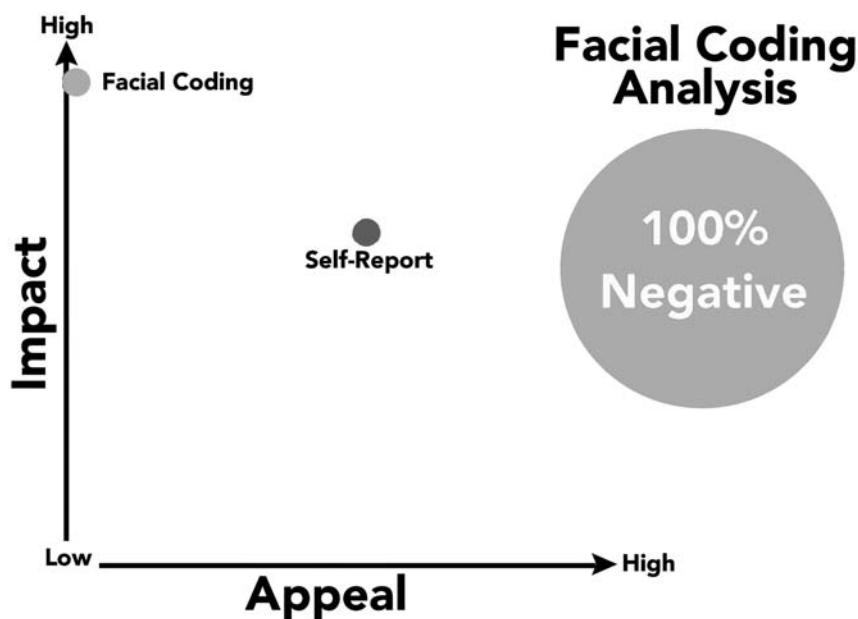 High
Facial Coding
Self-Report
Impact
Low
High
Appeal
Facial Coding
Analysis
100%
Negative